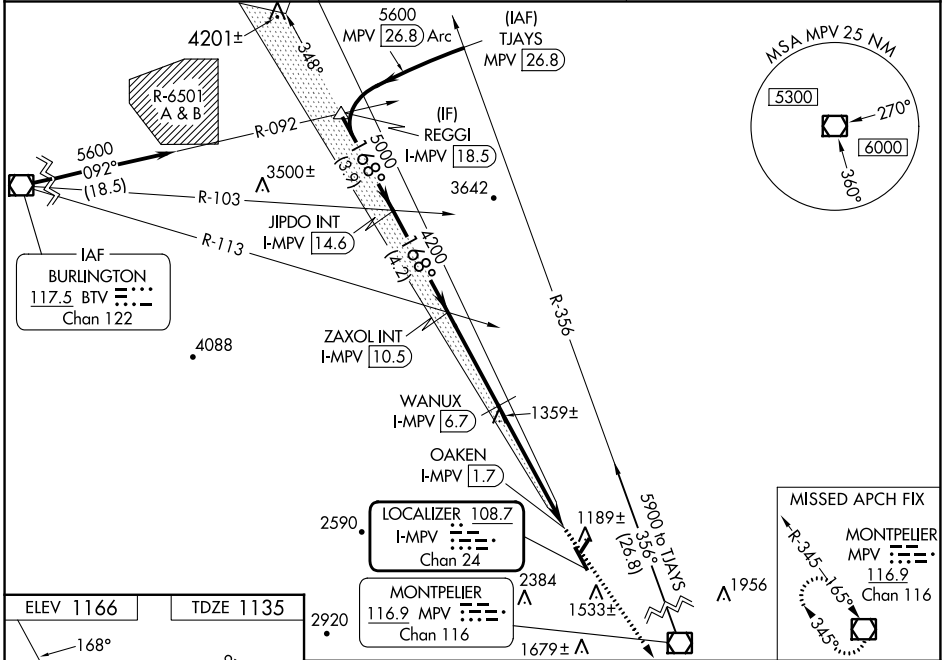 4201±
348°
5600
MPV 26.8 Arc
(IAF)
TJAYS
MPV 26.8
MSA MPV 25 NM
5300
270°
6000
360°
R-6501
A & B
R-092
(IF)
REGGI
I-MPV 18.5
5600
092°
(18.5)
5000
168°
(3.9)
3500±
R-103
3642
JIPDO INT
I-MPV 14.6
4200
168°
(4.2)
R-113
IAF
BURLINGTON
117.5 BTV
Chan 122
R-356
ZAXOL INT
I-MPV 10.5
4088
WANUX
I-MPV 6.7
1359±
OAKEN
I-MPV 1.7
5900 to TJAYS
356°
(26.8)
LOCALIZER 108.7
I-MPV
Chan 24
2590
1189±
MISSED APCH FIX
MONTPELIER
MPV
116.9
Chan 116
R-345
165°
345°
MONTPELIER
116.9 MPV
Chan 116
2384
1533±
1956
ELEV 1166
TDZE 1135
2920
1679±
168°